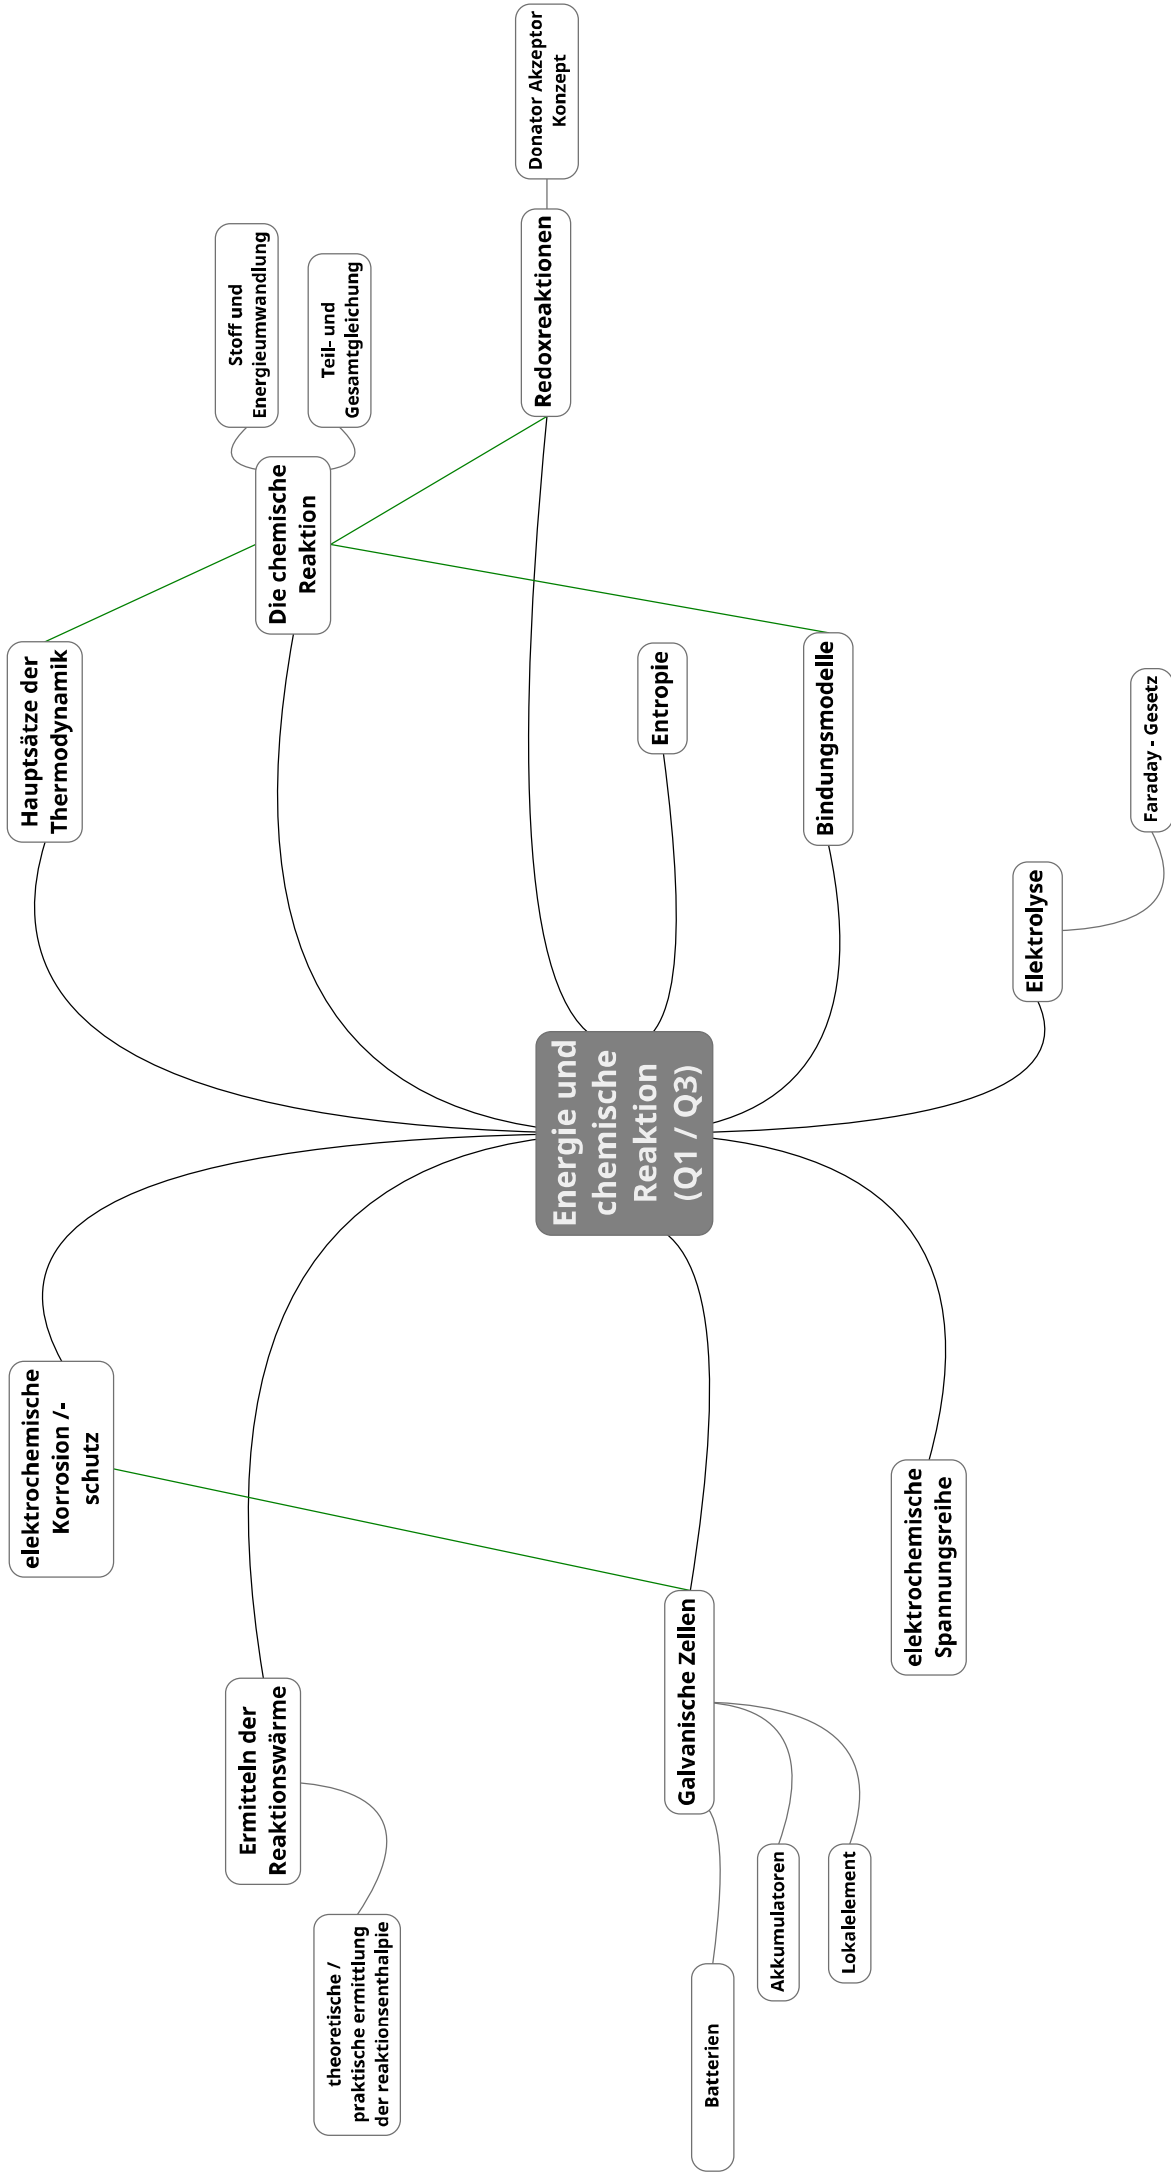 Energie und
chemische
Reaktion
(Q1 / Q3)
Hauptsätze der
Thermodynamik
Die chemische
Reaktion
Stoff und
Energieumwandlung
Teil- und
Gesamtgleichung
Redoxreaktionen
Donator Akzeptor
Konzept
Entropie
Bindungsmodelle
Elektrolyse
Faraday - Gesetz
elektrochemische
Korrosion /-
schutz
Ermitteln der
Reaktionswärme
theoretische /
praktische ermittlung
der reaktionsenthalpie
Galvanische Zellen
Batterien
Akkumulatoren
Lokalelement
elektrochemische
Spannungsreihe